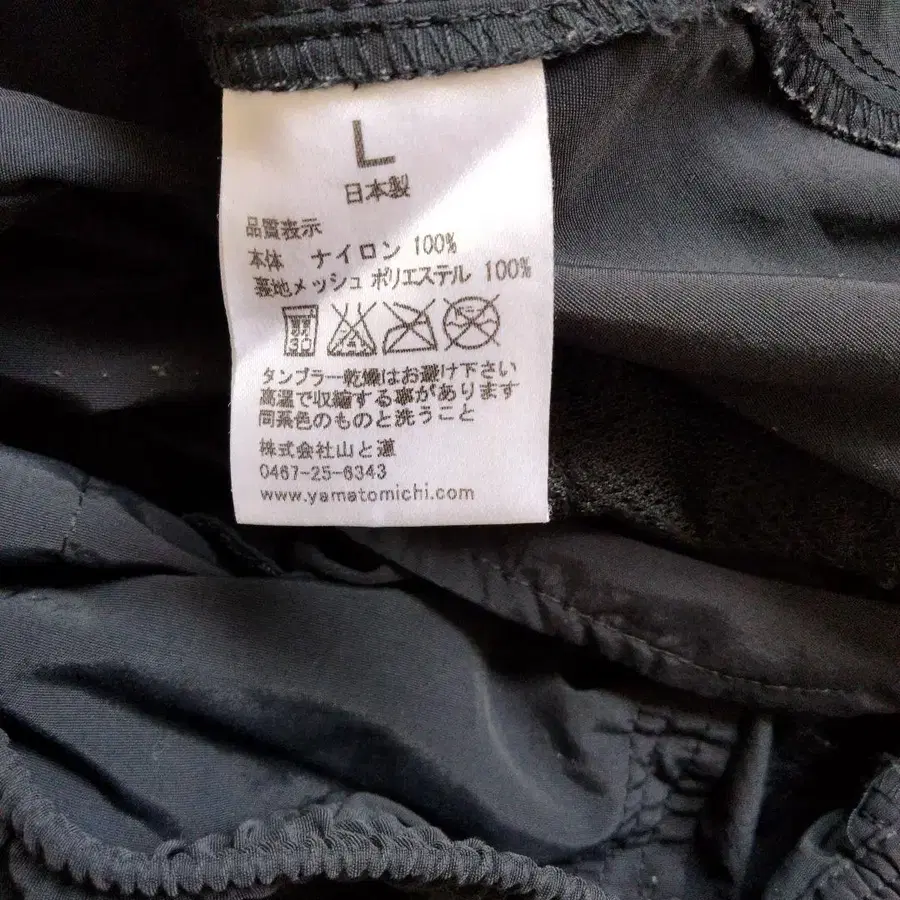 L
日本製
品質表示
本体 ナイロン 100%
裏地メッシュ ポリエステル 100%
30
タンブラー乾燥はお避け下さい
高温で収縮する事があります
同系色のものと洗うこと
株式会社山と道
0467-25-6343
www.yamatomichi.com